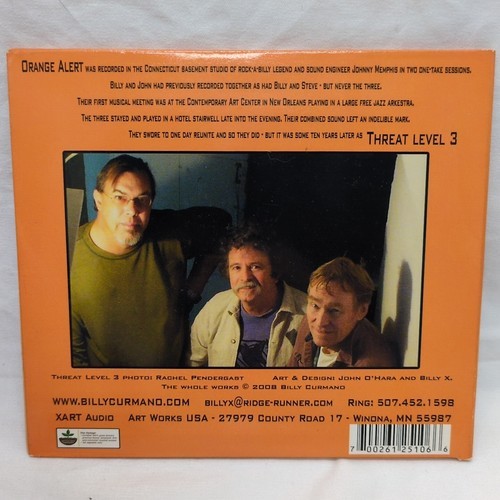 Orange Alert was recorded in the Connecticut basement studio of rock-a-billy legend and sound engineer Johnny Memphis in two one-take sessions.
Billy and John had previously recorded together as had Billy and Steve - but never the three.
Their first musical meeting was at the Contemporary Art Center in New Orleans playing in a large free jazz arkestra.
The three stayed and played in a hotel stairwell late into the evening. Their combined sound left an indelible mark.
They swore to one day reunite and so they did - but it was some ten years later as Threat Level 3
Threat Level 3 photo: Rachel Pendergast Art & Design: John O'Hara and Billy X.
The whole works © 2008 Billy Curmano
www.billycurmano.com billyx@ridge-runner.com Ring: 507.452.1598
XART Audio Art Works USA - 27979 County Road 17 - Winona, MN 55987
7 00261 25106 6